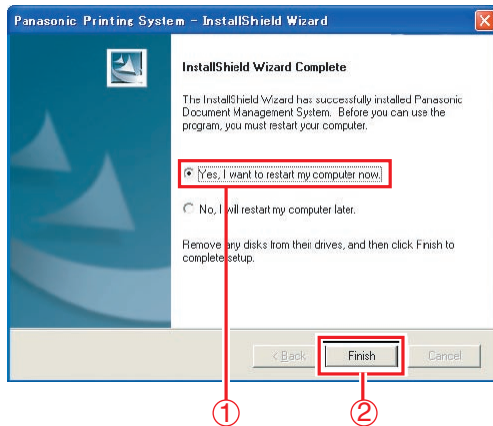 Panasonic Printing System - InstallShield Wizard
InstallShield Wizard Complete
The InstallShield Wizard has successfully installed Panasonic
Document Management System. Before you can use the
program, you must restart your computer.
Yes, I want to restart my computer now.
No, I will restart my computer later.
Remove any disks from their drives, and then click Finish to
complete setup.
< Back Finish Cancel
① ②